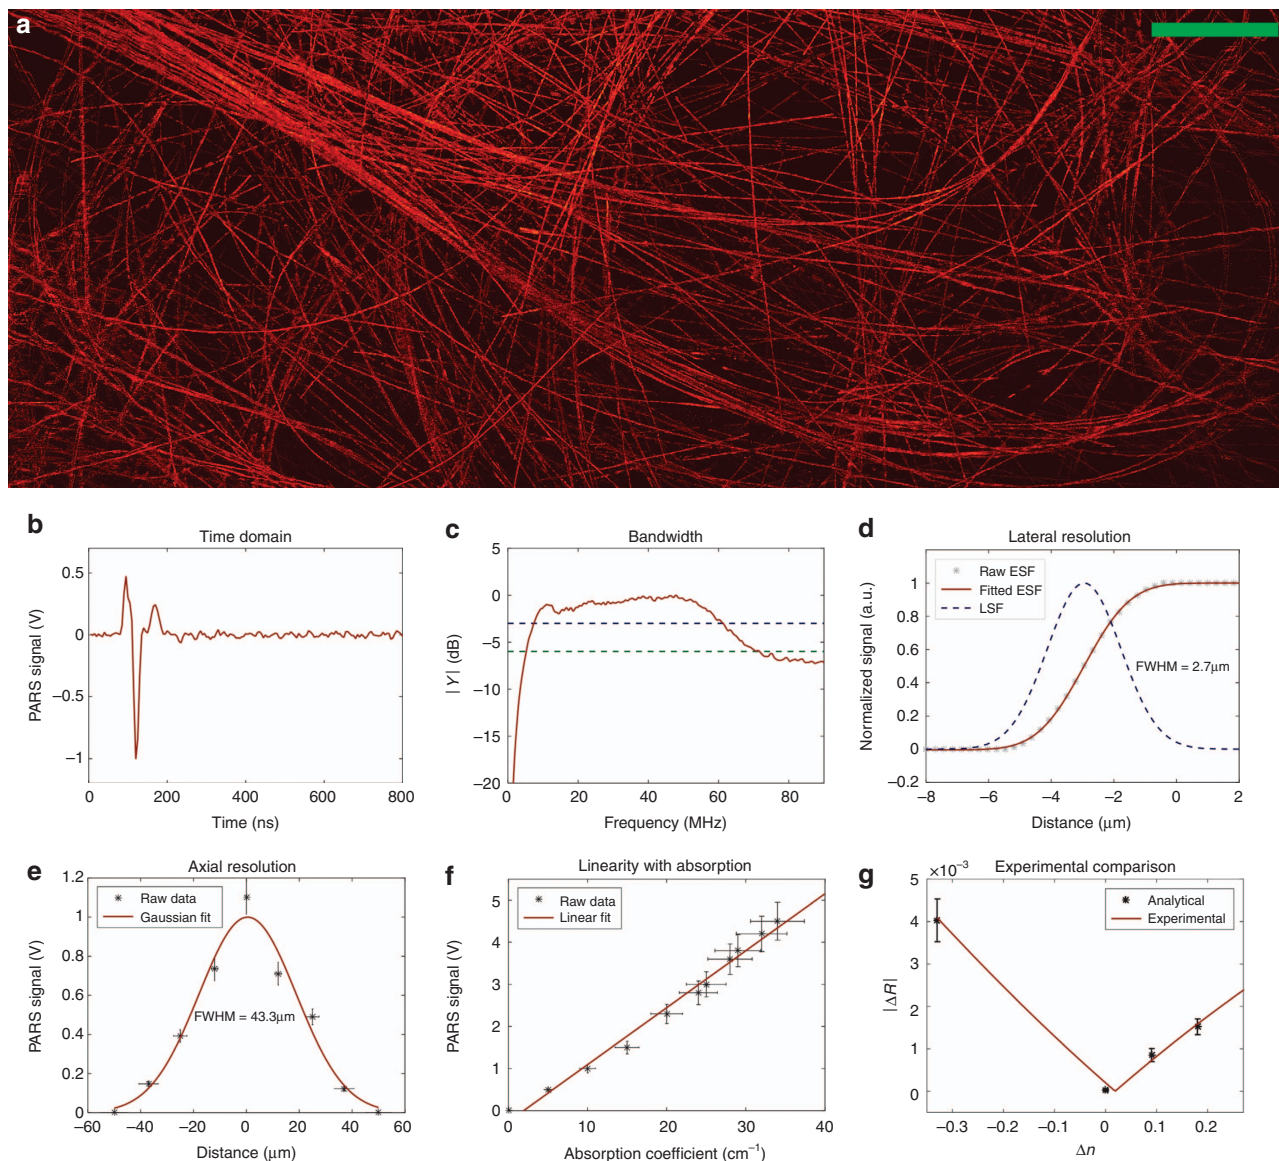 a
b
Time domain
PARS signal (V)
0.5
0
−0.5
−1
0
200
400
600
800
Time (ns)
c
Bandwidth
|Y| (dB)
5
0
−5
−10
−15
−20
0
20
40
60
80
Frequency (MHz)
d
Lateral resolution
Normalized signal (a.u.)
Raw ESF
Fitted ESF
LSF
FWHM = 2.7μm
1
0.8
0.6
0.4
0.2
0
−0.2
−8
−6
−4
−2
0
2
Distance (μm)
e
Axial resolution
PARS signal (V)
Raw data
Gaussian fit
FWHM = 43.3μm
1.2
1.0
0.8
0.6
0.4
0.2
0
−60
−40
−20
0
20
40
60
Distance (μm)
f
Linearity with absorption
PARS signal (V)
Raw data
Linear fit
5
4
3
2
1
0
0
10
20
30
40
Absorption coefficient (cm⁻¹)
g
×10⁻³
Experimental comparison
|ΔR|
Analytical
Experimental
5
4
3
2
1
0
−0.3
−0.2
−0.1
0
0.1
0.2
Δn